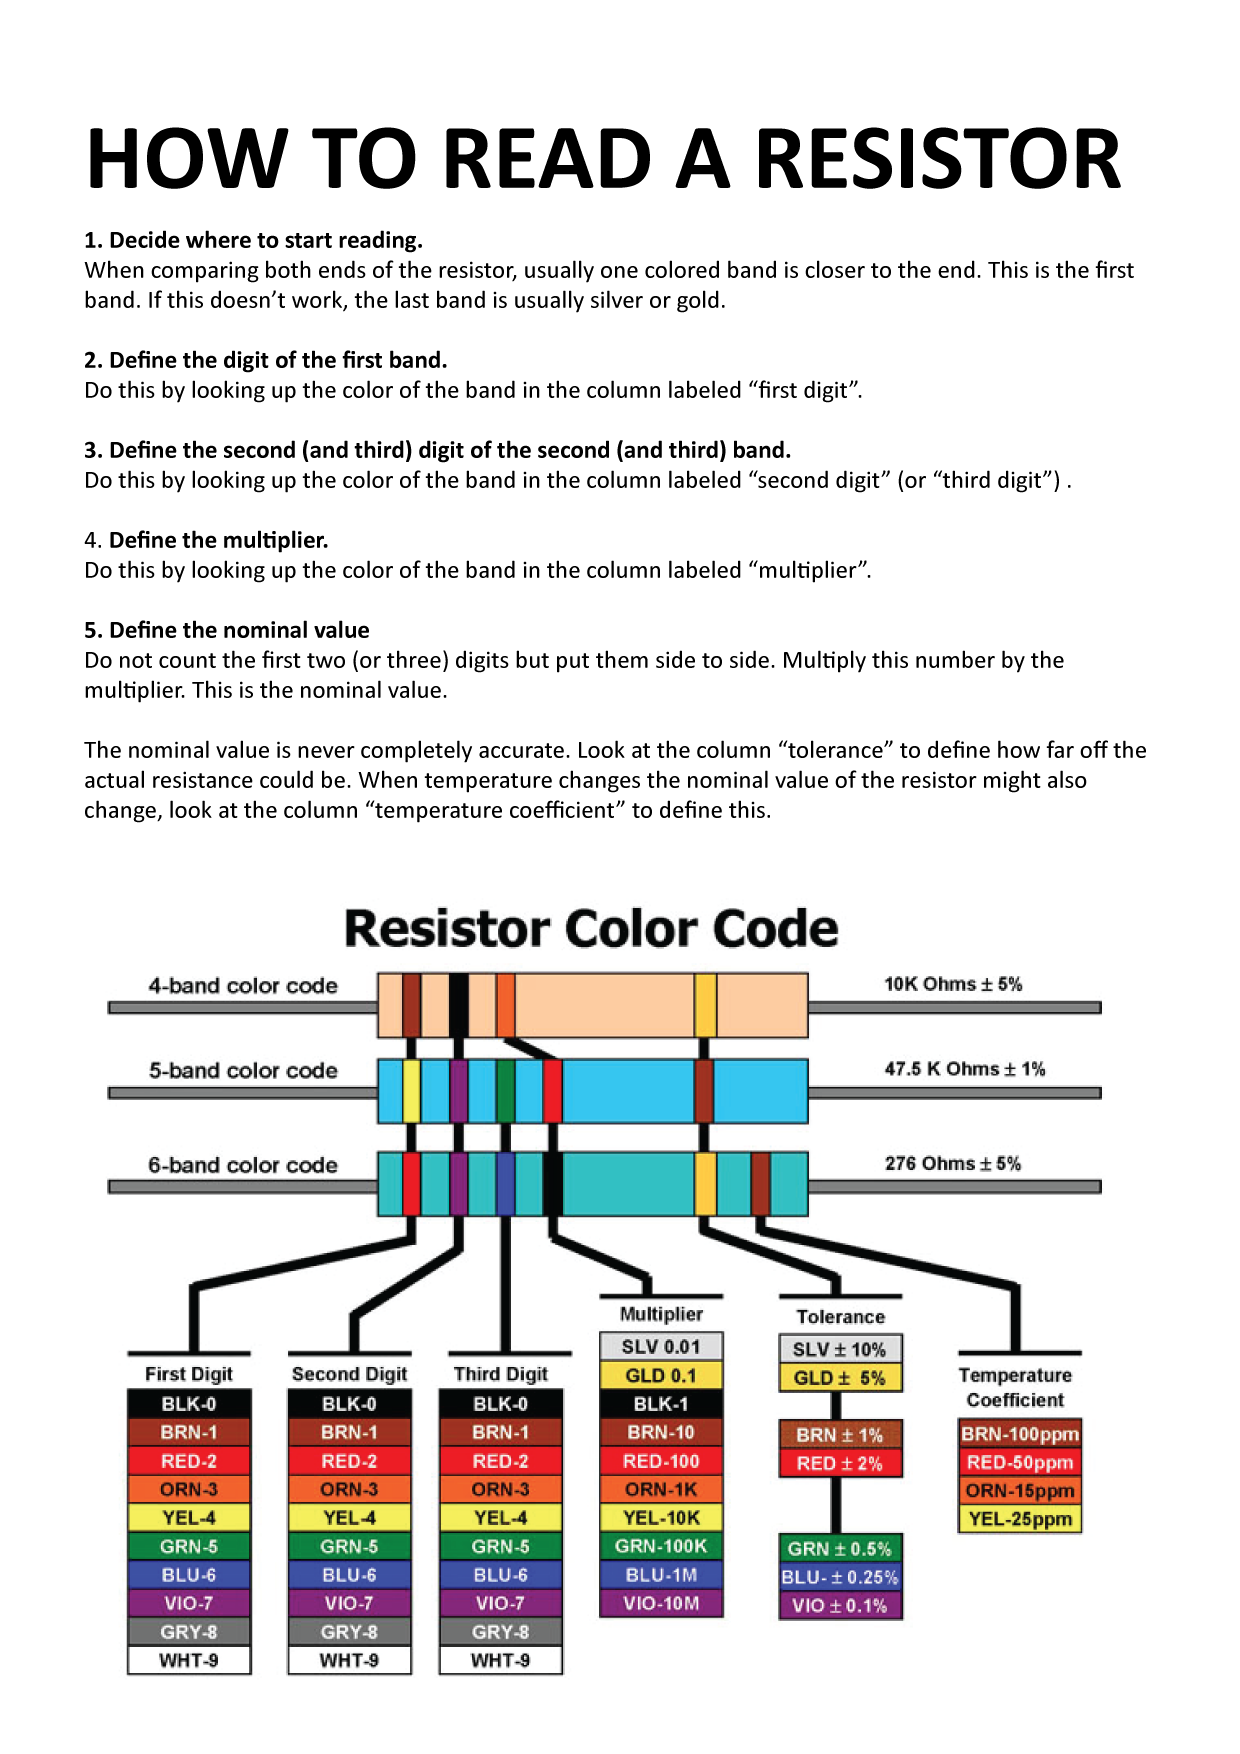 HOW TO READ A RESISTOR
1. Decide where to start reading.
When comparing both ends of the resistor, usually one colored band is closer to the end. This is the first
band. If this doesn’t work, the last band is usually silver or gold.
2. Define the digit of the first band.
Do this by looking up the color of the band in the column labeled “first digit”.
3. Define the second (and third) digit of the second (and third) band.
Do this by looking up the color of the band in the column labeled “second digit” (or “third digit”) .
4. Define the multiplier.
Do this by looking up the color of the band in the column labeled “multiplier”.
5. Define the nominal value
Do not count the first two (or three) digits but put them side to side. Multiply this number by the
multiplier. This is the nominal value.
The nominal value is never completely accurate. Look at the column “tolerance” to define how far off the
actual resistance could be. When temperature changes the nominal value of the resistor might also
change, look at the column “temperature coefficient” to define this.
Resistor Color Code
4-band color code
10K Ohms ± 5%
5-band color code
47.5 K Ohms ± 1%
6-band color code
276 Ohms ± 5%
First Digit
BLK-0
BRN-1
RED-2
ORN-3
YEL-4
GRN-5
BLU-6
VIO-7
GRY-8
WHT-9
Second Digit
BLK-0
BRN-1
RED-2
ORN-3
YEL-4
GRN-5
BLU-6
VIO-7
GRY-8
WHT-9
Third Digit
BLK-0
BRN-1
RED-2
ORN-3
YEL-4
GRN-5
BLU-6
VIO-7
GRY-8
WHT-9
Multiplier
SLV 0.01
GLD 0.1
BLK-1
BRN-10
RED-100
ORN-1K
YEL-10K
GRN-100K
BLU-1M
VIO-10M
Tolerance
SLV ± 10%
GLD ± 5%
BRN ± 1%
RED ± 2%
GRN ± 0.5%
BLU- ± 0.25%
VIO ± 0.1%
Temperature
Coefficient
BRN-100ppm
RED-50ppm
ORN-15ppm
YEL-25ppm